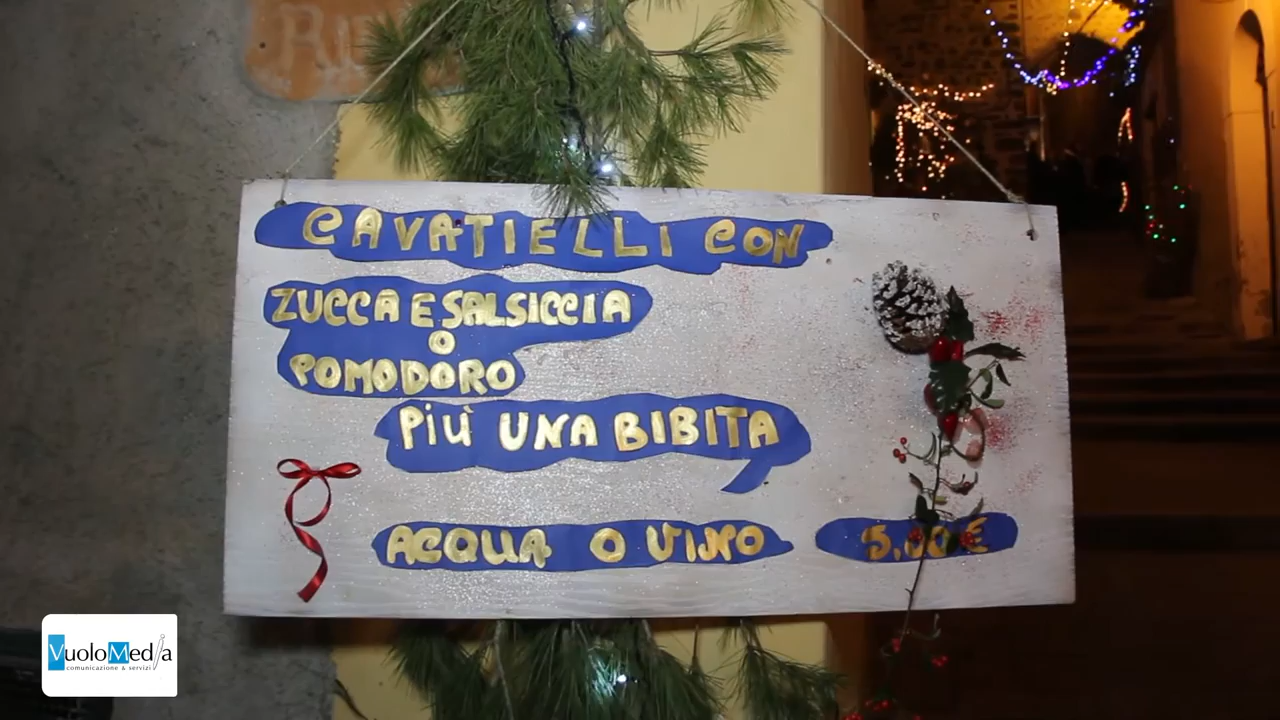 CAVATIELLI CON
ZUCCA E SALSICCIA
O
POMODORO
PIÙ UNA BIBITA
ACQUA O VINO 5,00 €
VUOLOMEDIA
comunicazione & servizi